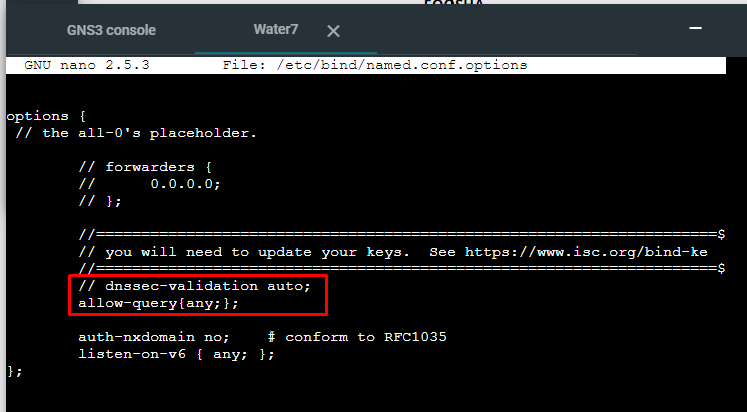 GNS3 console Water7
GNU nano 2.5.3 File: /etc/bind/named.conf.options
options {
// the all-0's placeholder.
// forwarders {
// 0.0.0.0;
// };
//=====================================================================$
// you will need to update your keys. See https://www.isc.org/bind-ke
//=====================================================================$
// dnssec-validation auto;
allow-query{any;};
auth-nxdomain no; # conform to RFC1035
listen-on-v6 { any; };
};